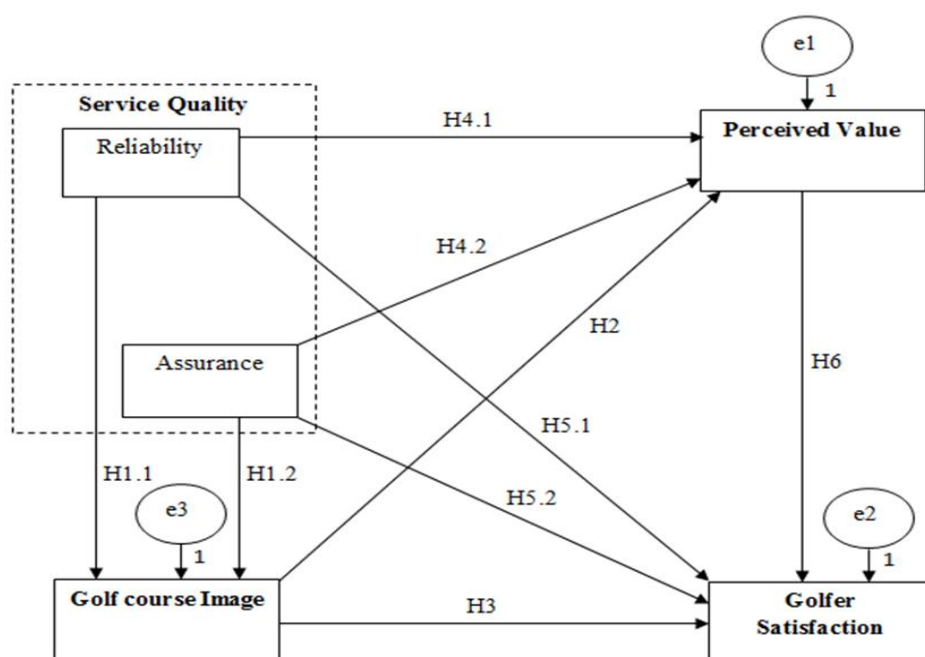 e1
1
Service Quality
H4.1
Perceived Value
Reliability
H4.2
H2
Assurance
H6
H5.1
H1.1
H1.2
H5.2
e3
e2
1
1
Golf course Image
H3
Golfer
Satisfaction